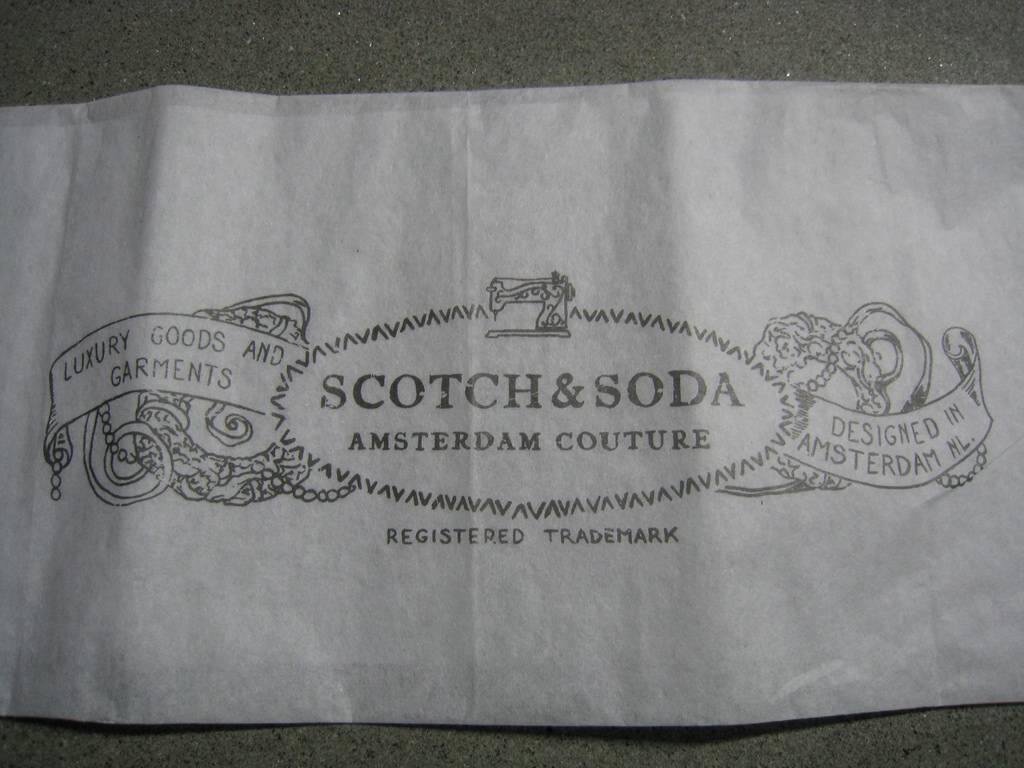 LUXURY GOODS AND
GARMENTS
SCOTCH & SODA
AMSTERDAM COUTURE
DESIGNED IN
AMSTERDAM NL.
REGISTERED TRADEMARK